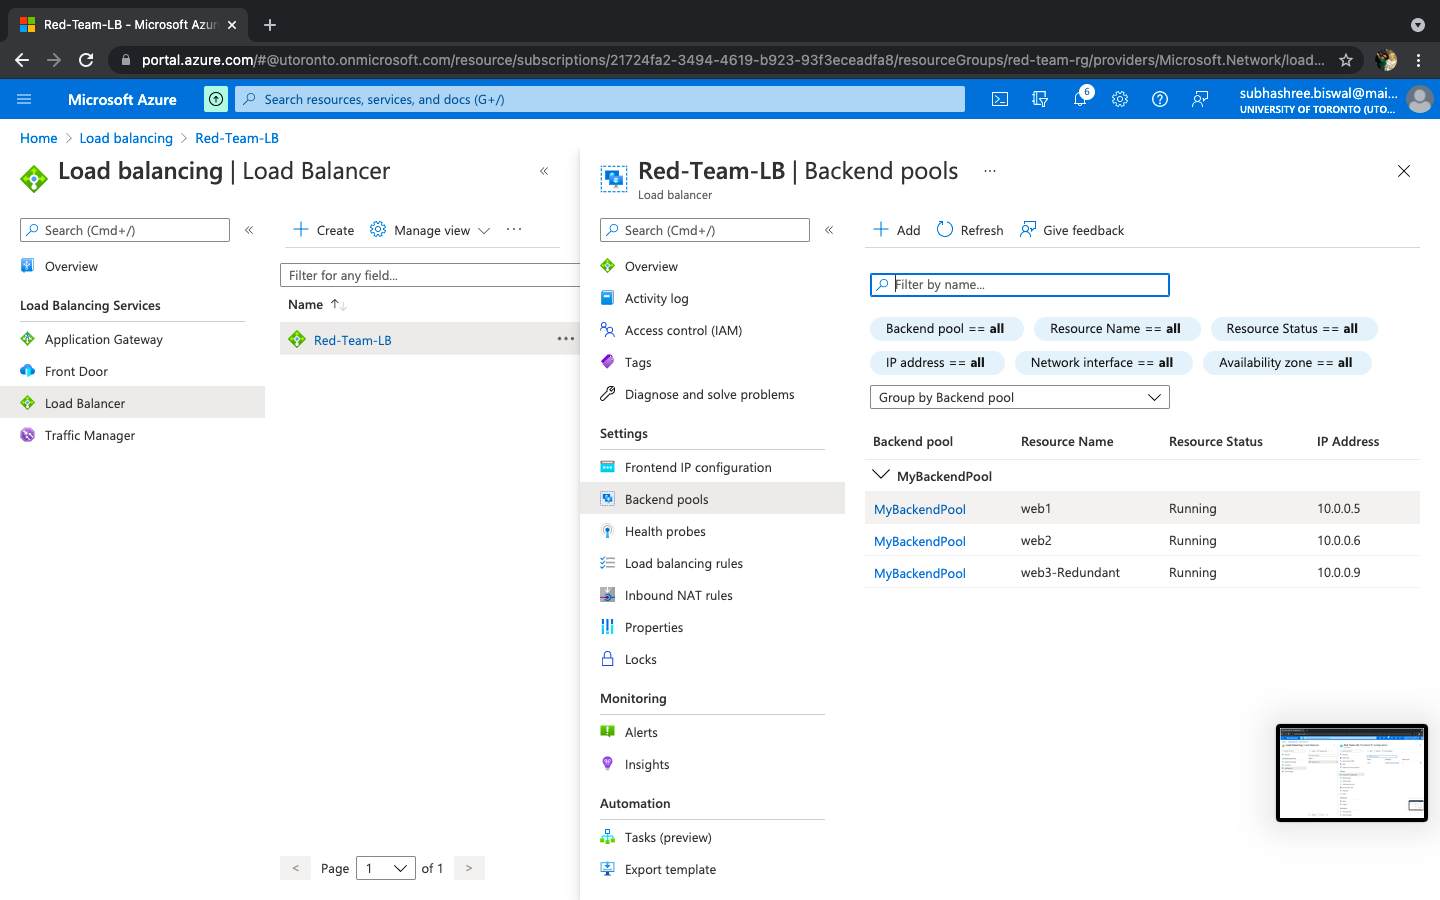 Red-Team-LB - Microsoft Azu
portal.azure.com/#@utoronto.onmicrosoft.com/resource/subscriptions/21724fa2-3494-4619-b923-93f3eceadfa8/resourceGroups/red-team-rg/providers/Microsoft.Network/load...
Microsoft Azure
Search resources, services, and docs (G+/)
6
subhashree.biswal@mai...
UNIVERSITY OF TORONTO (UTO...
Home > Load balancing > Red-Team-LB
Load balancing | Load Balancer
Search (Cmd+/)
Overview
Load Balancing Services
Application Gateway
Front Door
Load Balancer
Traffic Manager
Create
Manage view
Filter for any field...
Name
Red-Team-LB
< Page 1 of 1 >
Red-Team-LB | Backend pools
Load balancer
Search (Cmd+/)
Overview
Activity log
Access control (IAM)
Tags
Diagnose and solve problems
Settings
Frontend IP configuration
Backend pools
Health probes
Load balancing rules
Inbound NAT rules
Properties
Locks
Monitoring
Alerts
Insights
Automation
Tasks (preview)
Export template
Add
Refresh
Give feedback
Filter by name...
Backend pool == all
Resource Name == all
Resource Status == all
IP address == all
Network interface == all
Availability zone == all
Group by Backend pool
Backend pool Resource Name Resource Status IP Address
MyBackendPool
MyBackendPool web1 Running 10.0.0.5
MyBackendPool web2 Running 10.0.0.6
MyBackendPool web3-Redundant Running 10.0.0.9